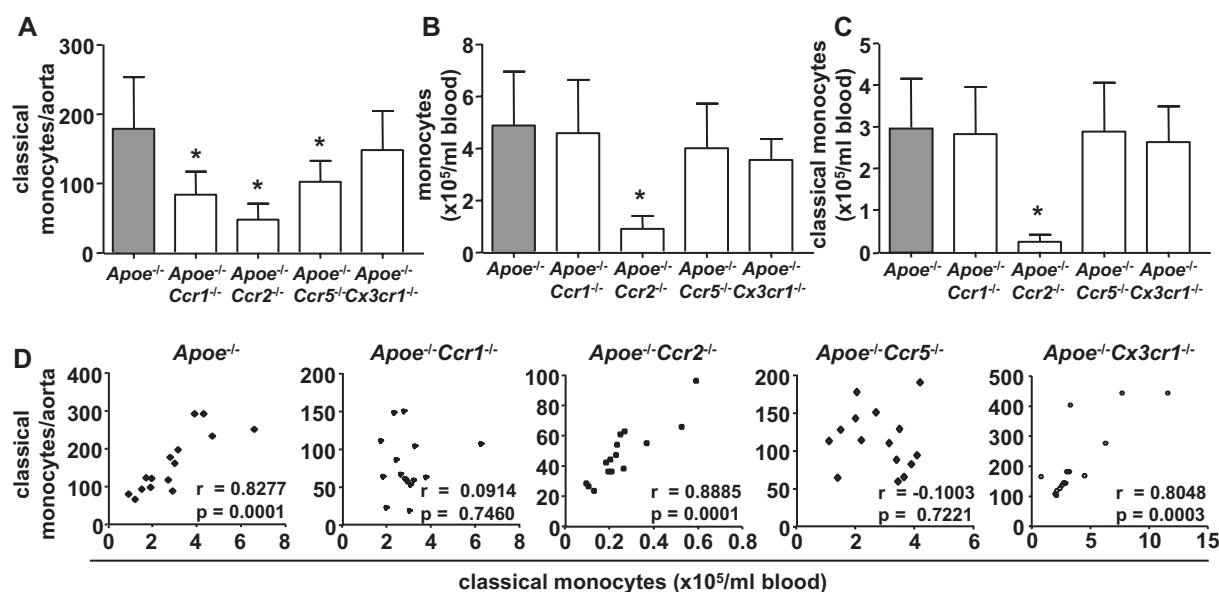 A
classical
monocytes/aorta
300
200
100
0
*
*
*
Apoe-/-
Apoe-/-
Ccr1-/-
Apoe-/-
Ccr2-/-
Apoe-/-
Ccr5-/-
Apoe-/-
Cx3cr1-/-
B
monocytes
(x10⁵/ml blood)
8
6
4
2
0
*
Apoe-/-
Apoe-/-
Ccr1-/-
Apoe-/-
Ccr2-/-
Apoe-/-
Ccr5-/-
Apoe-/-
Cx3cr1-/-
C
classical monocytes
(x10⁵/ml blood)
5
4
3
2
1
0
*
Apoe-/-
Apoe-/-
Ccr1-/-
Apoe-/-
Ccr2-/-
Apoe-/-
Ccr5-/-
Apoe-/-
Cx3cr1-/-
D
classical
monocytes/aorta
Apoe-/-
400
300
200
100
0
r = 0.8277
p = 0.0001
0 2 4 6 8
Apoe-/-Ccr1-/-
200
150
100
50
0
r = 0.0914
p = 0.7460
0 2 4 6 8
Apoe-/-Ccr2-/-
100
80
60
40
20
0
r = 0.8885
p = 0.0001
0 0.2 0.4 0.6 0.8
Apoe-/-Ccr5-/-
200
150
100
50
0
r = -0.1003
p = 0.7221
0 2 4 6
Apoe-/-Cx3cr1-/-
500
400
300
200
100
0
r = 0.8048
p = 0.0003
0 5 10 15
classical monocytes (x10⁵/ml blood)